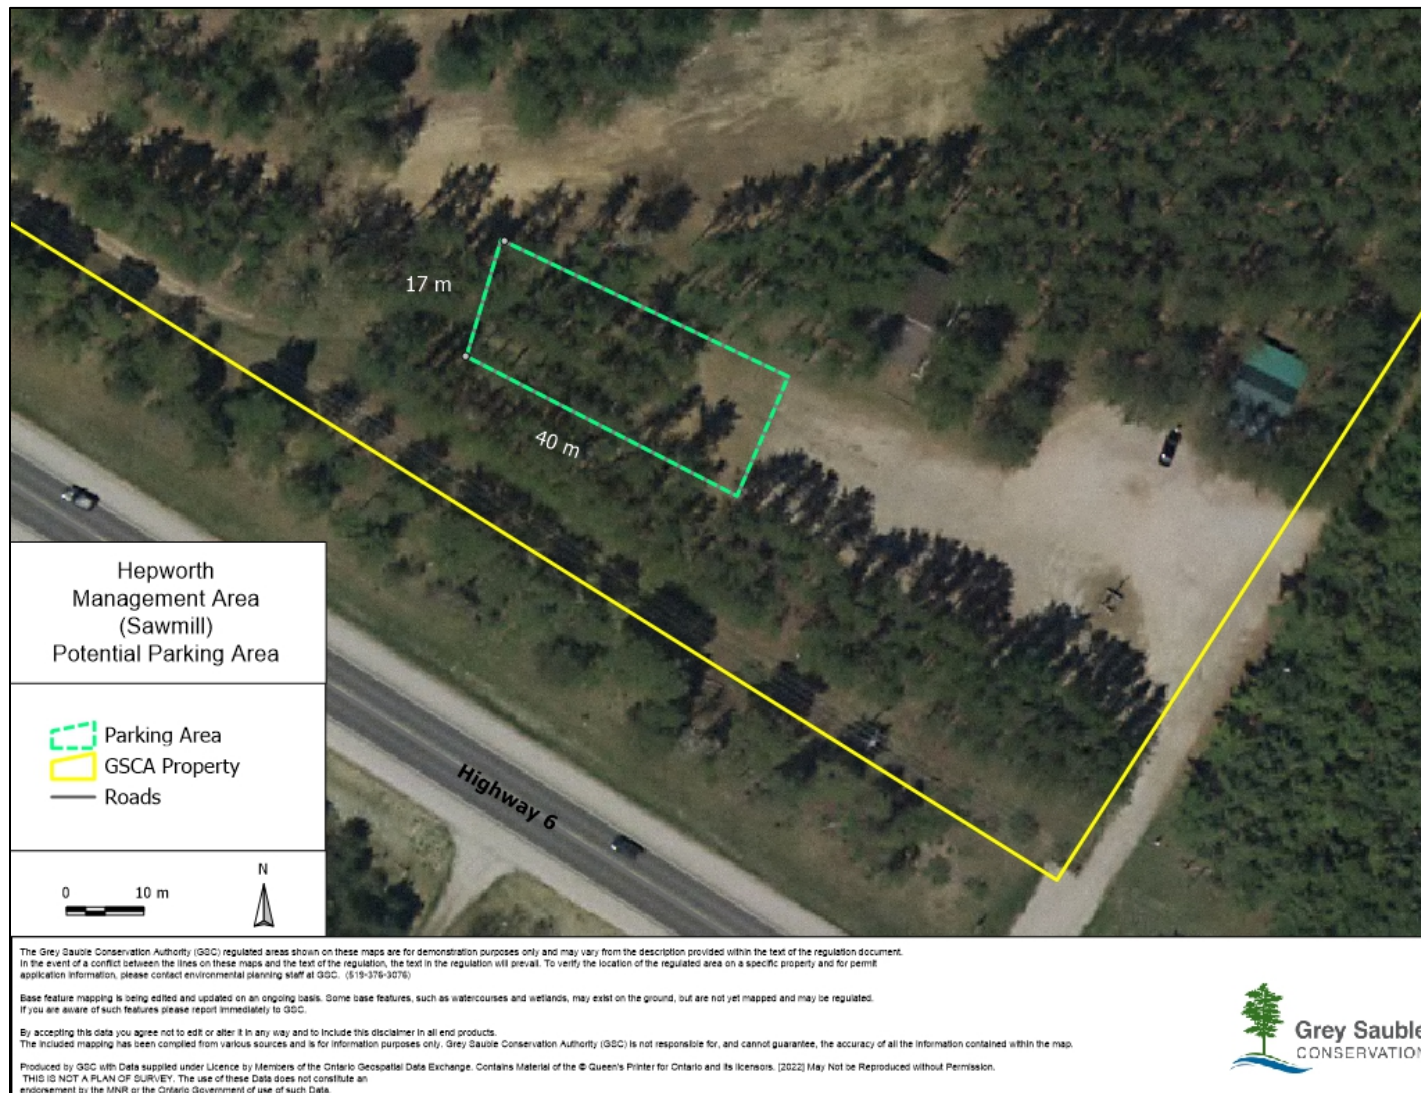 17 m
40 m
Hepworth
Management Area
(Sawmill)
Potential Parking Area
Parking Area
GSCA Property
Roads
Highway 6
0 10 m
N
The Grey Sauble Conservation Authority (GSC) regulated areas shown on these maps are for demonstration purposes only and may vary from the description provided within the text of the regulation document.
In the event of a conflict between the lines on these maps and the text of the regulation, the text in the regulation will prevail. To verify the location of the regulated area on a specific property and for permit
application information, please contact environmental planning staff at GSC. (519-376-3076)
Base feature mapping is being edited and updated on an ongoing basis. Some base features, such as watercourses and wetlands, may exist on the ground, but are not yet mapped and may be regulated.
If you are aware of such features please report immediately to GSC.
By accepting this data you agree not to edit or alter it in any way and to include this disclaimer in all end products.
The included mapping has been compiled from various sources and is for information purposes only. Grey Sauble Conservation Authority (GSC) is not responsible for, and cannot guarantee, the accuracy of all the information contained within the map.
Produced by GSC with Data supplied under Licence by Members of the Ontario Geospatial Data Exchange. Contains Material of the © Queen's Printer for Ontario and its licensors. [2022] May Not be Reproduced without Permission.
THIS IS NOT A PLAN OF SURVEY. The use of these Data does not constitute an
endorsement by the MNR or the Ontario Government of use of such Data.
Grey Sauble
CONSERVATION